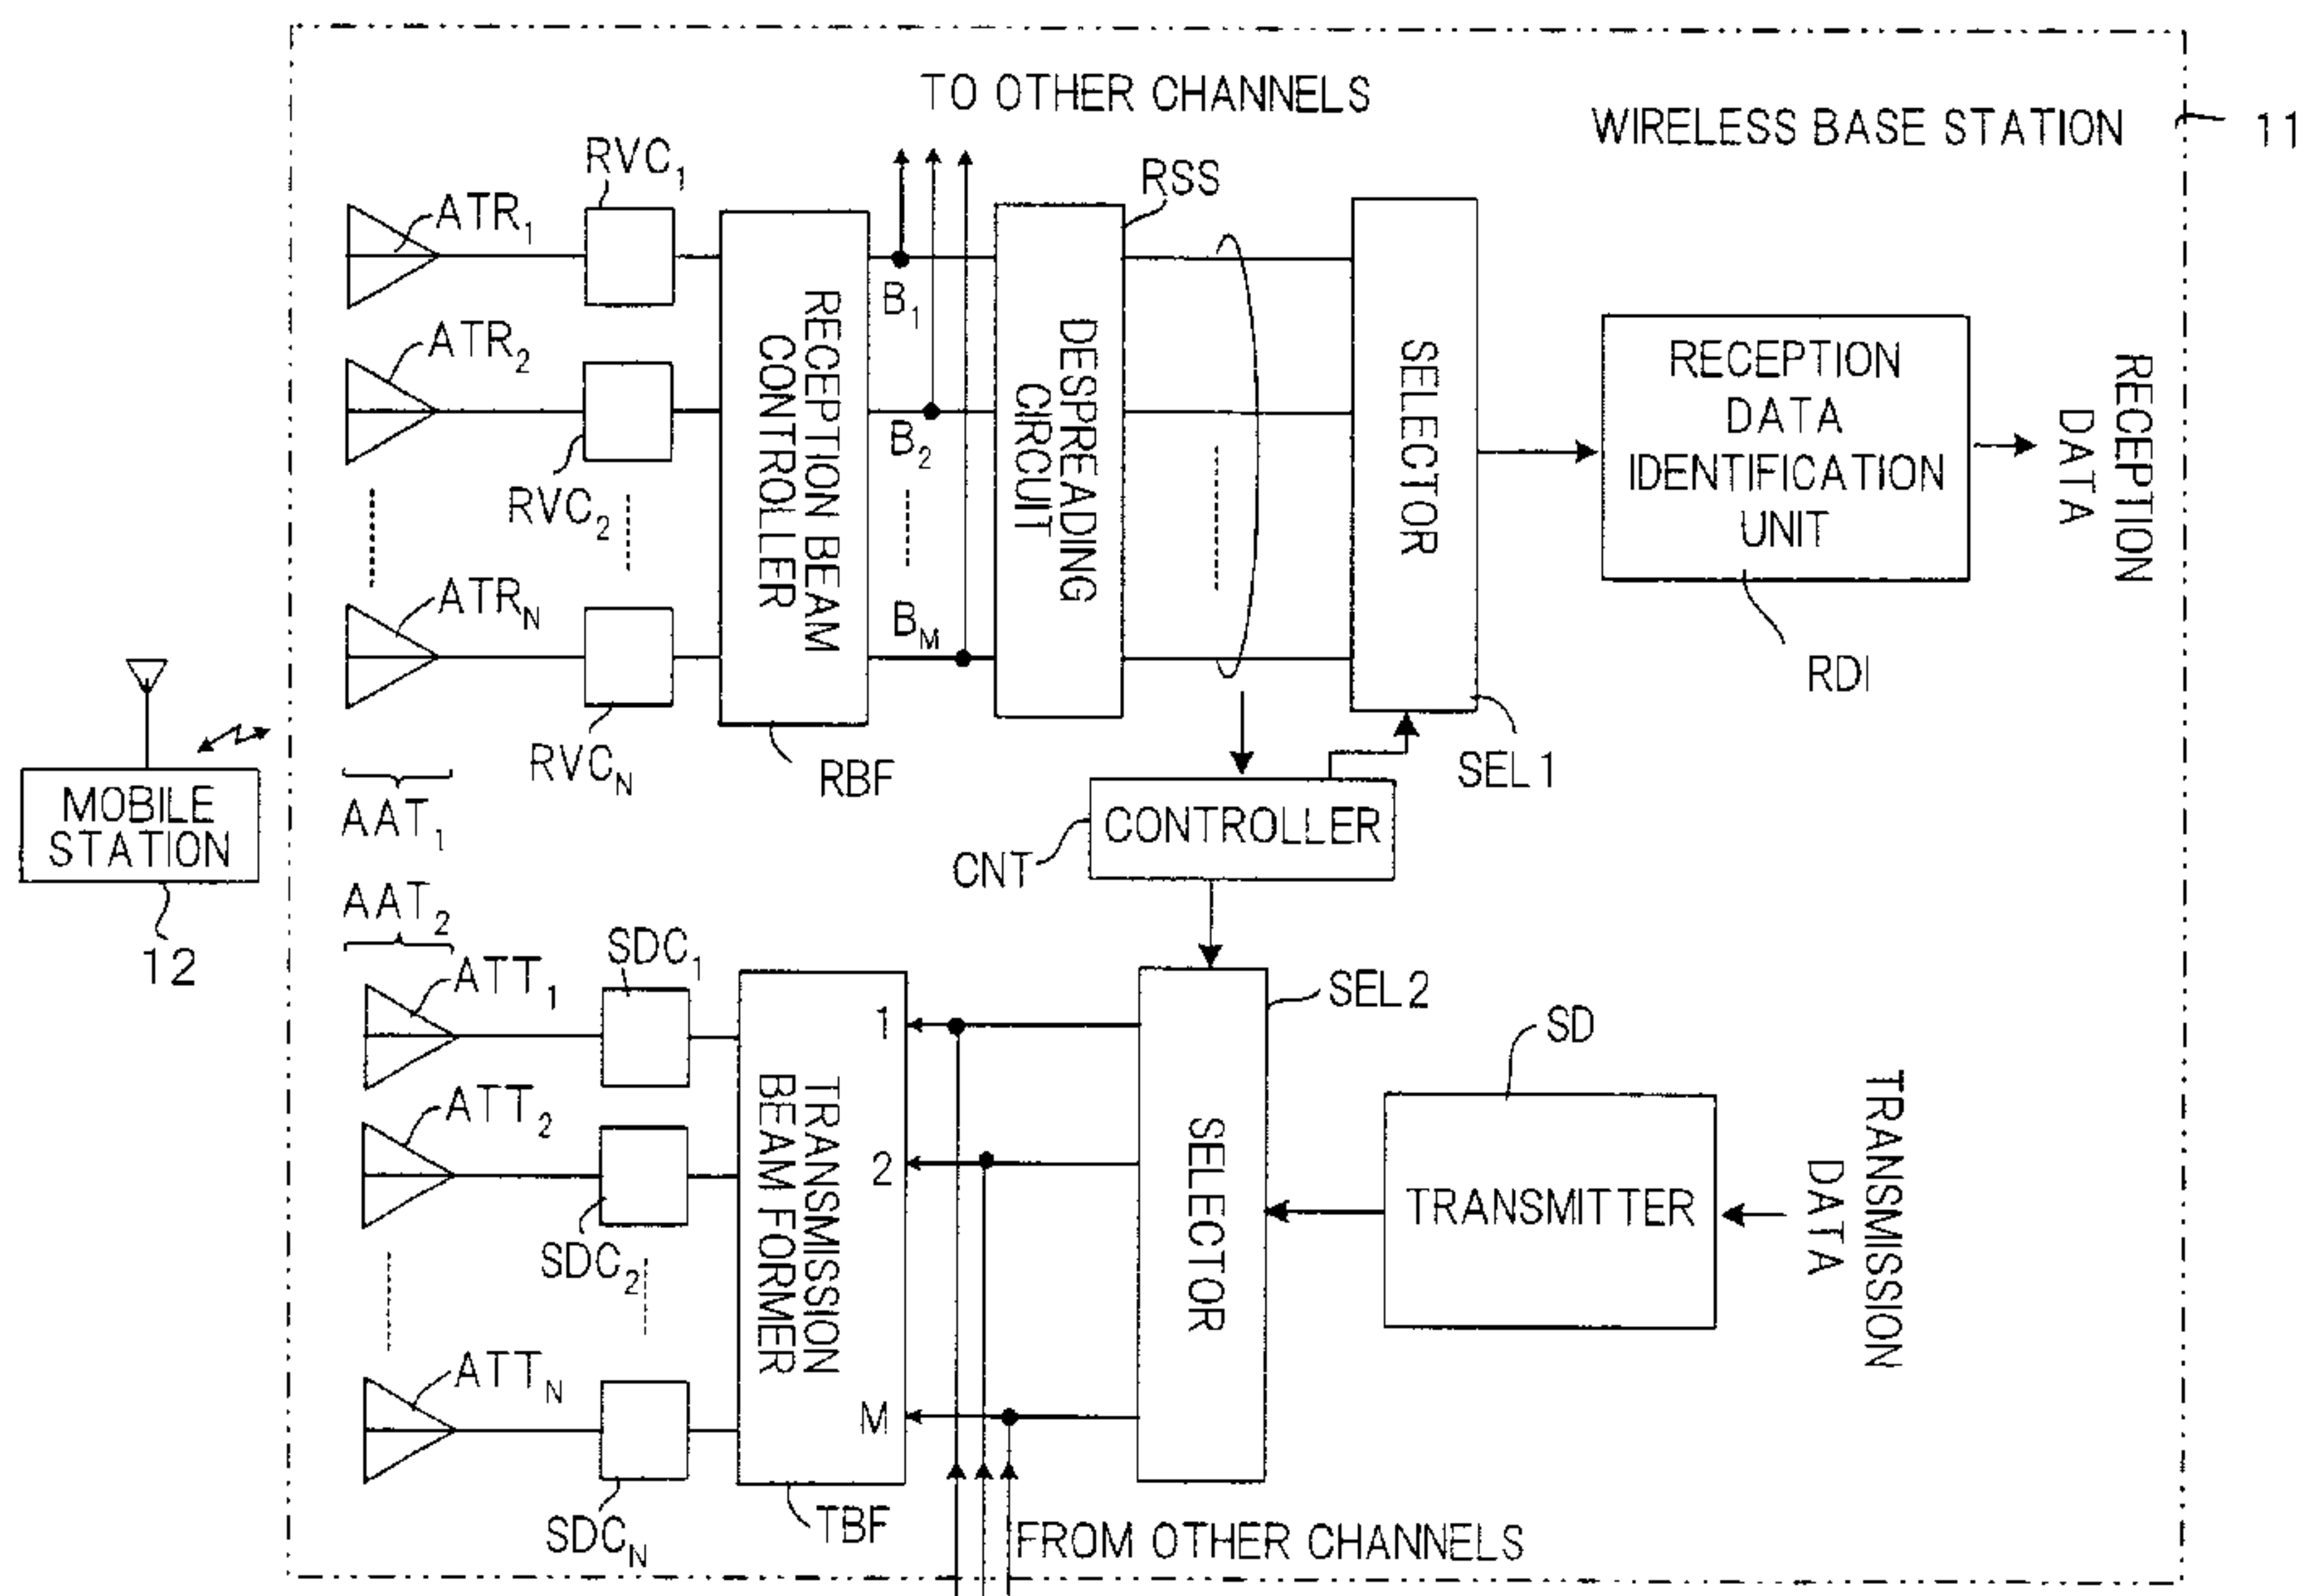 TO OTHER CHANNELS
WIRELESS BASE STATION
11
RVC1
RSS
ATR1
B1
ATR2
B2
RVC2
ATRN
BM
RVCN
RECEPTION BEAM
CONTROLLER
RBF
DESPREADING
CIRCUIT
SELECTOR
SEL1
RECEPTION
DATA
IDENTIFICATION
UNIT
RDI
RECEPTION
DATA
MOBILE
STATION
12
AAT1
CONTROLLER
CNT
AAT2
ATT1
SDC1
ATT2
SDC2
ATTN
SDCN
1
2
M
TRANSMISSION
BEAM FORMER
TBF
SELECTOR
SEL2
SD
TRANSMITTER
TRANSMISSION
DATA
FROM OTHER CHANNELS